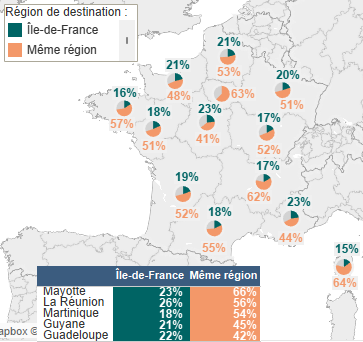 Région de destination :
Île-de-France
Même région
21%
53%
21%
48%
63%
20%
51%
16%
57%
18%
51%
23%
41%
17%
52%
19%
52%
17%
62%
18%
55%
23%
44%
15%
64%
Île-de-France Même région
Mayotte 23% 66%
La Réunion 26% 56%
Martinique 18% 54%
Guyane 21% 45%
Guadeloupe 22% 42%
apbox ©